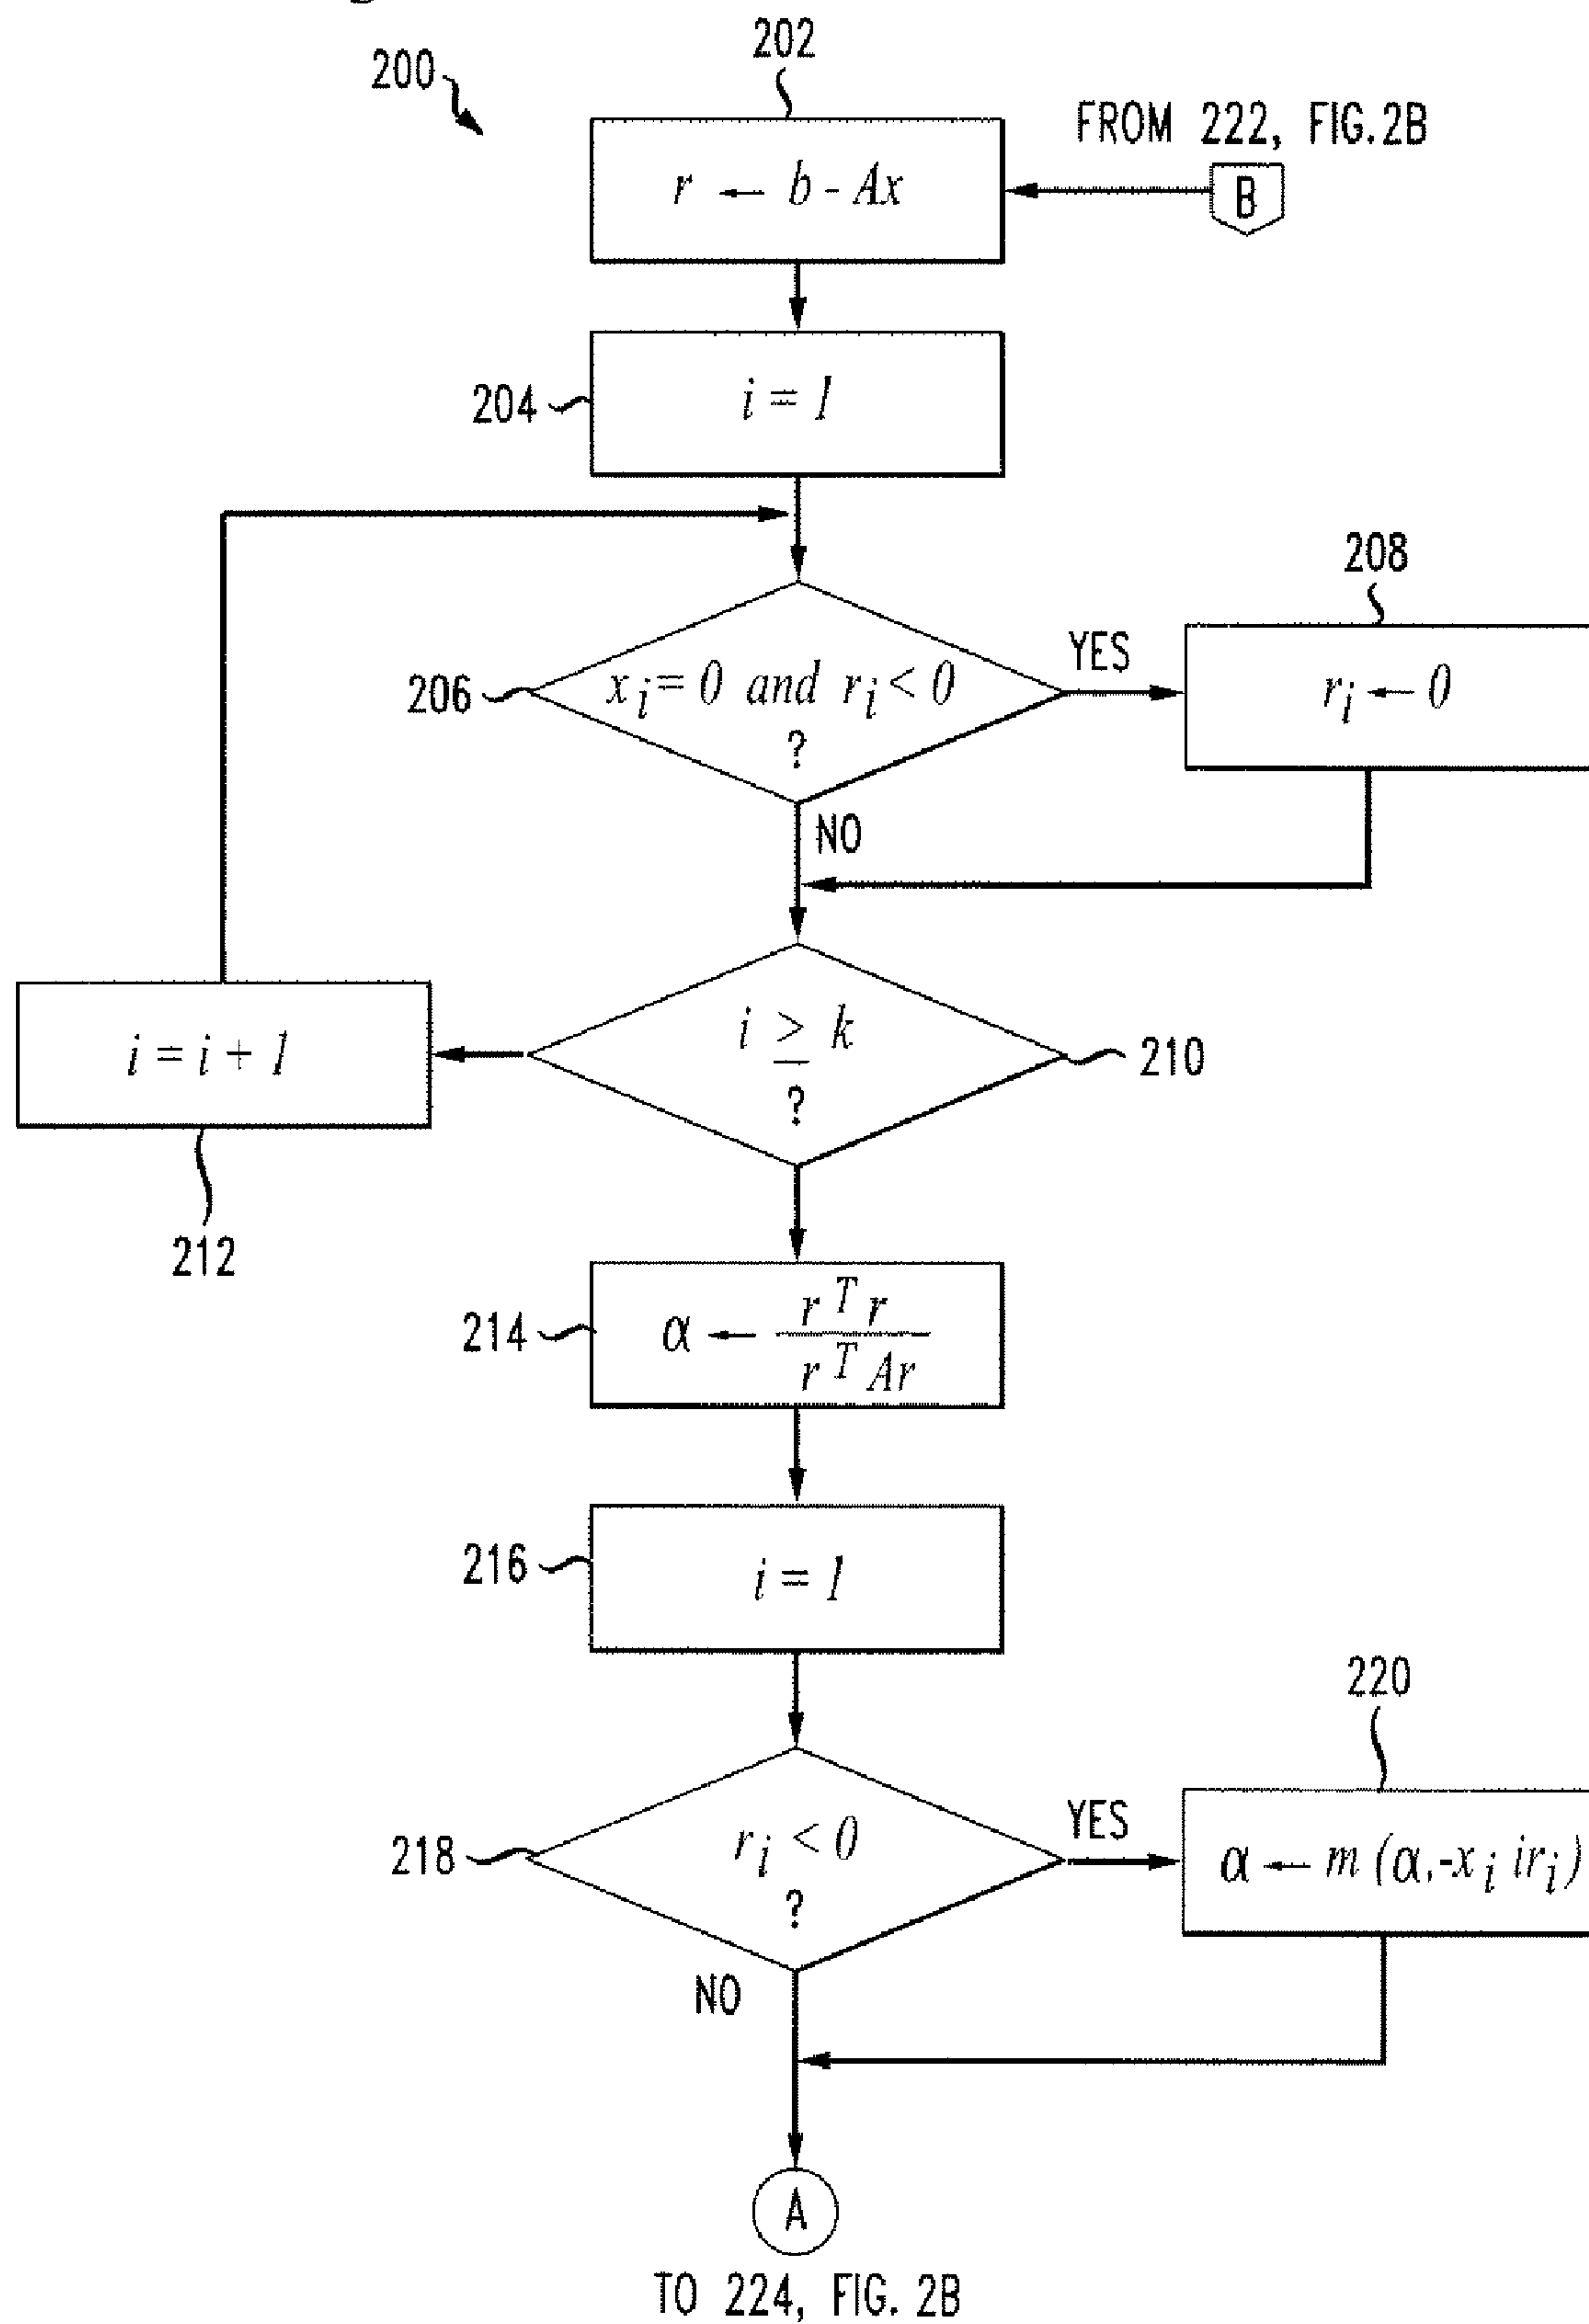 200
202
FROM 222, FIG.2B
r ← b - Ax
B
204
i = 1
206
x_i = 0 and r_i < 0
?
YES
208
r_i ← 0
NO
i ≥ k
?
210
i = i + 1
212
214
α ← r^T r / r^T Ar
216
i = 1
218
r_i < 0
?
YES
220
α ← m (α,-x_i ir_i)
NO
A
TO 224, FIG. 2B